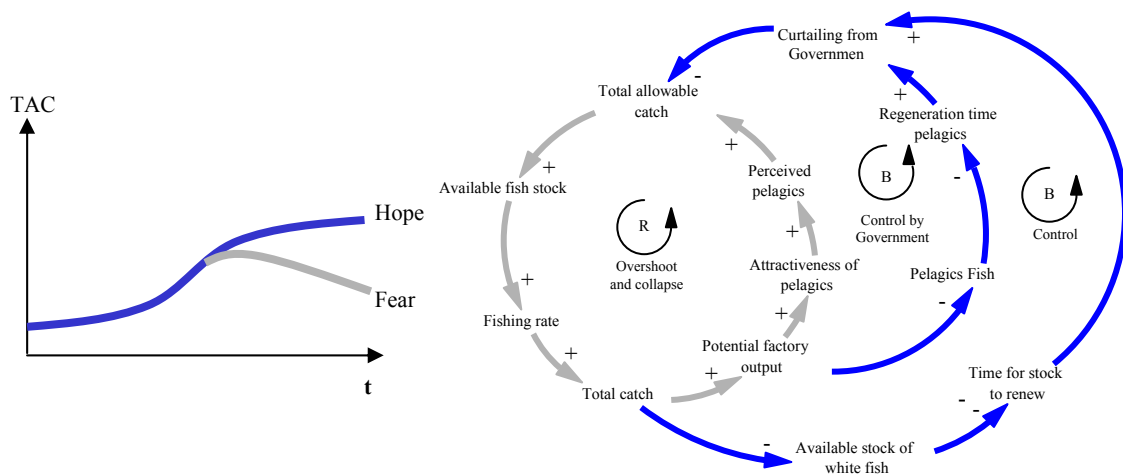 TAC
Hope
Fear
t
Curtailing from
Governmen
+
-
Total allowable
catch
+
Regeneration time
pelagics
+
+
Perceived
pelagics
B
-
B
Available fish stock
+
R
Control by
Government
Control
Overshoot
and collapse
Attractiveness of
pelagics
Pelagics Fish
+
+
-
Fishing rate
+
Potential factory
output
+
Total catch
Time for stock
to renew
-
-
-
Available stock of
white fish